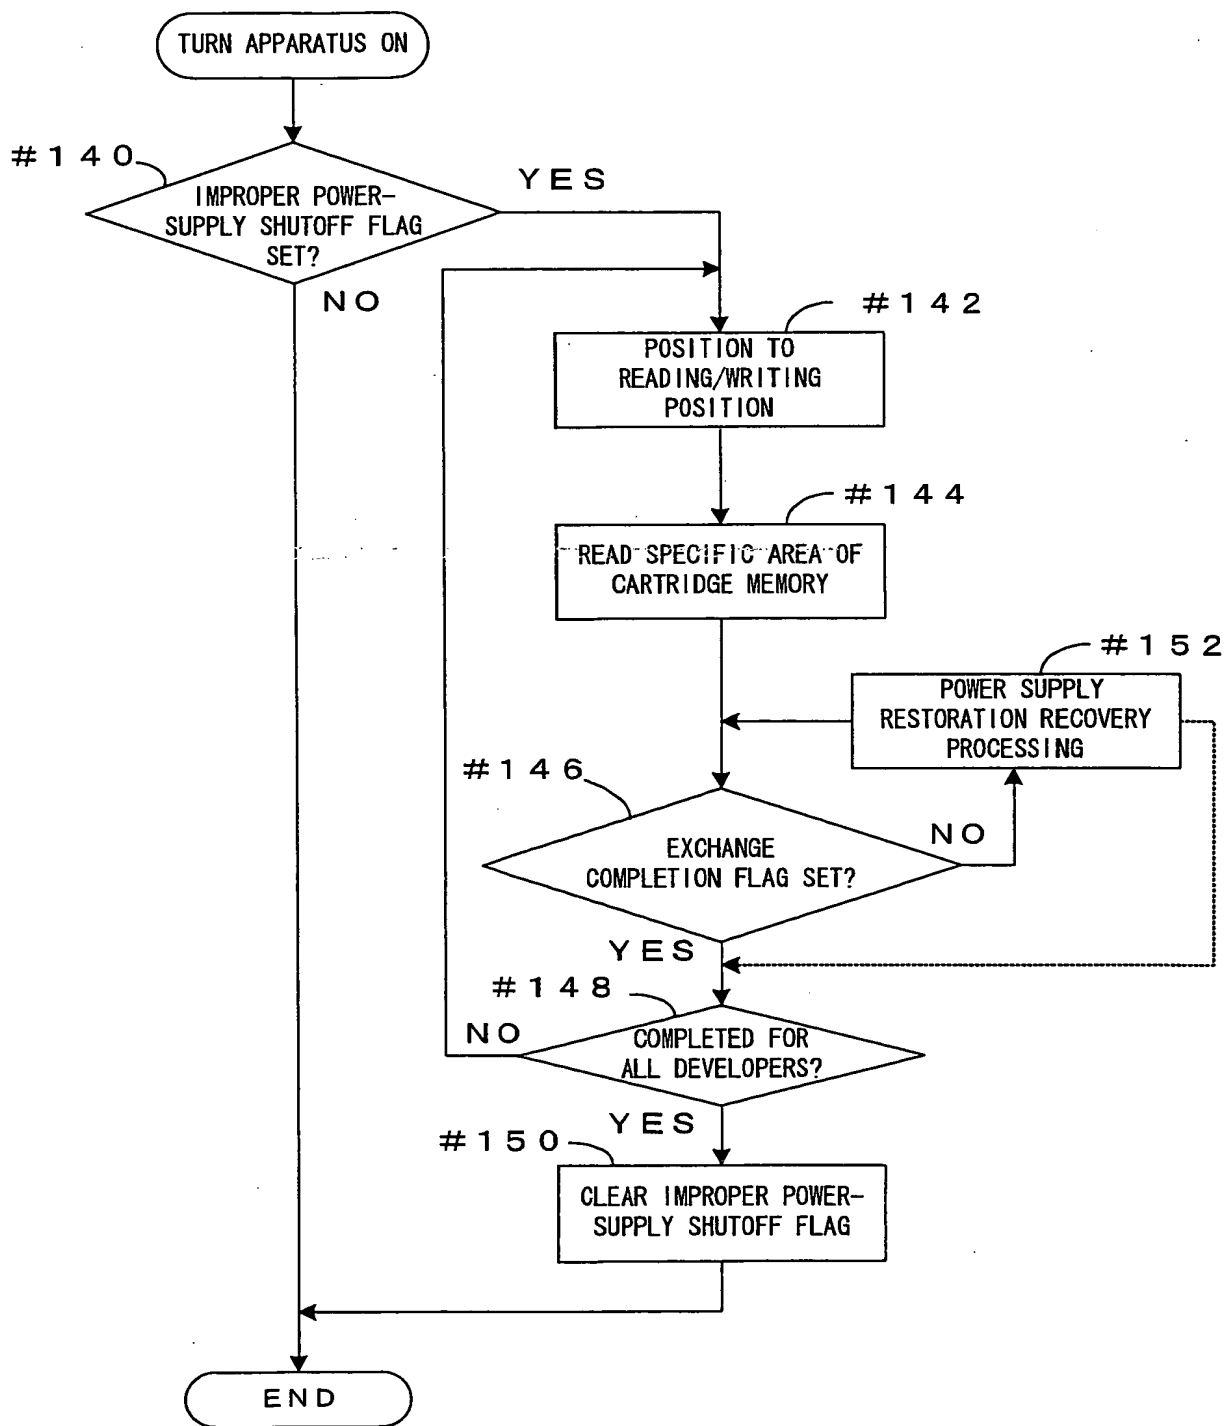 TURN APPARATUS ON
#140
IMPROPER POWER-
SUPPLY SHUTOFF FLAG
SET?
YES
NO
#142
POSITION TO
READING/WRITING
POSITION
#144
READ SPECIFIC AREA OF
CARTRIDGE MEMORY
#152
POWER SUPPLY
RESTORATION RECOVERY
PROCESSING
#146
EXCHANGE
COMPLETION FLAG SET?
NO
YES
#148
COMPLETED FOR
ALL DEVELOPERS?
NO
YES
#150
CLEAR IMPROPER POWER-
SUPPLY SHUTOFF FLAG
END